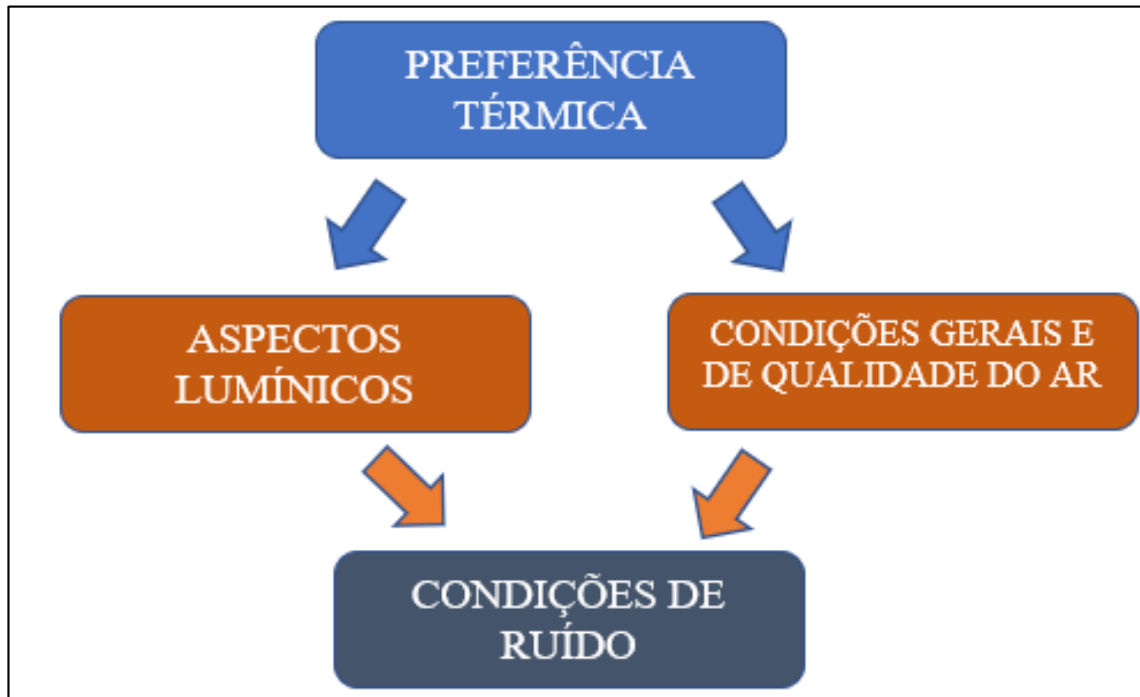 PREFERÊNCIA
TÉRMICA
ASPECTOS
LUMÍNICOS
CONDIÇÕES GERAIS E
DE QUALIDADE DO AR
CONDIÇÕES DE
RUÍDO